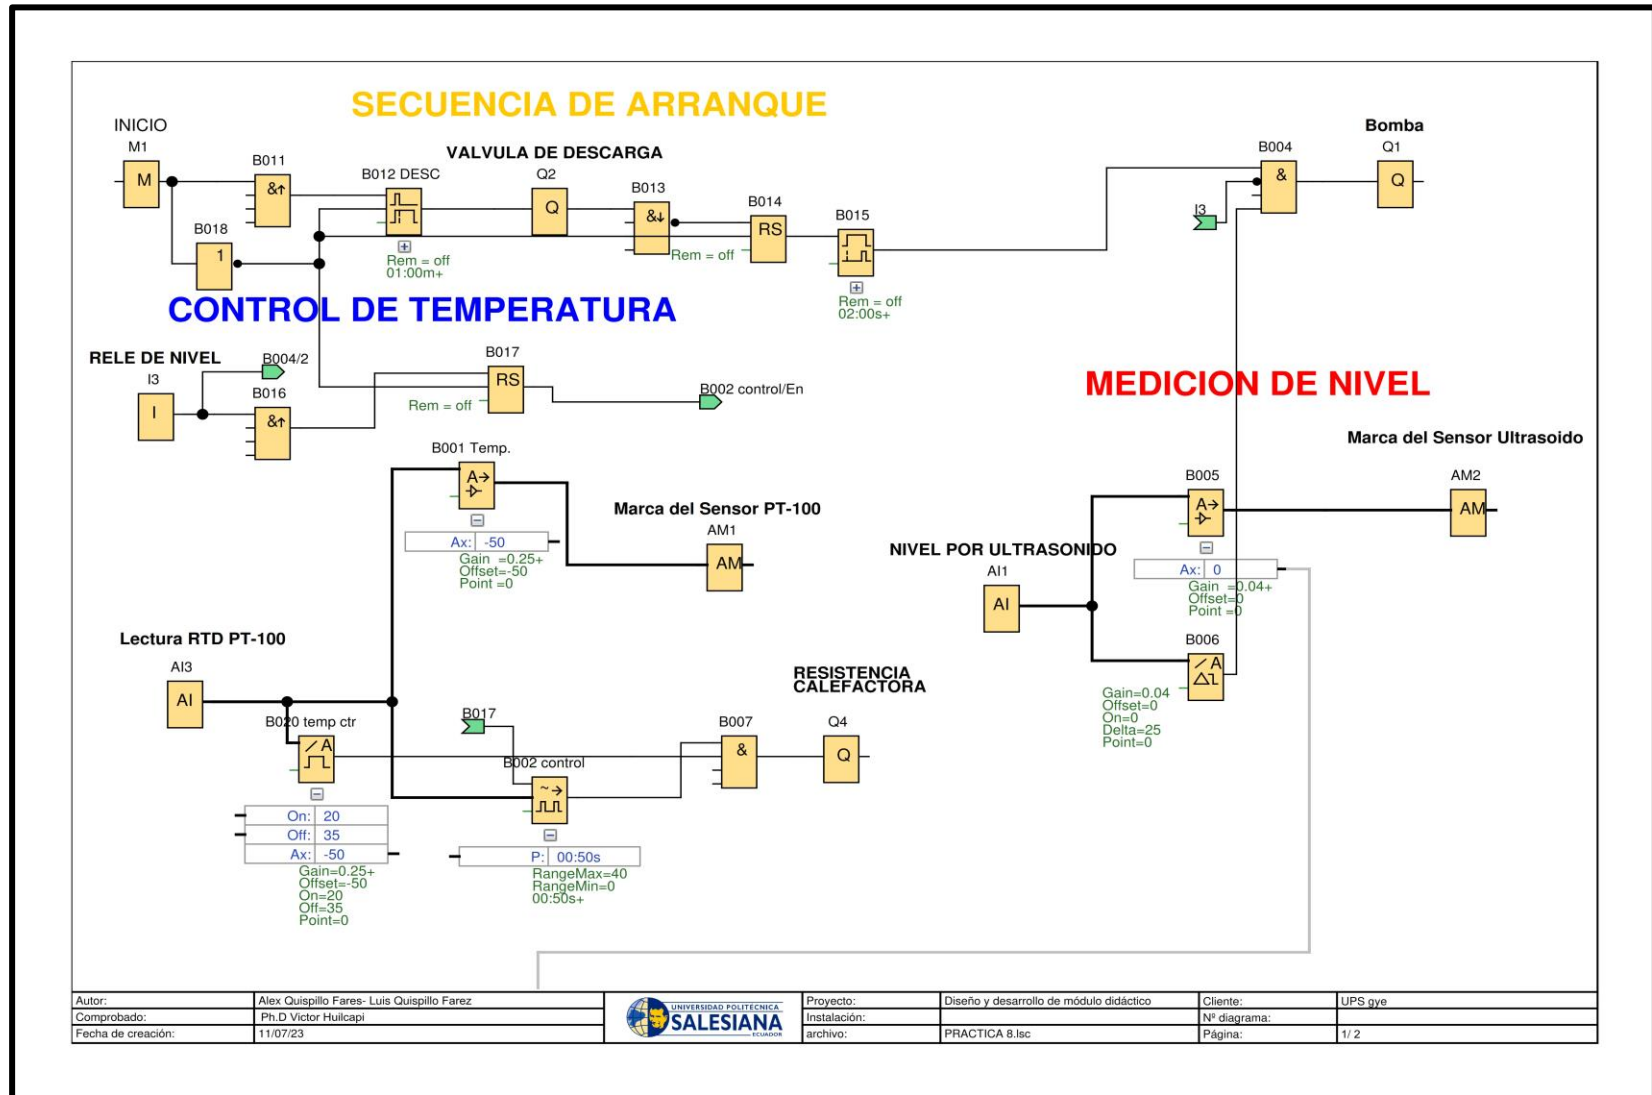 SECUENCIA DE ARRANQUE
INICIO
M1
M
B011
&↑
B018
1
B012 DESC
Rem = off
01:00m+
VALVULA DE DESCARGA
Q2
Q
B013
&↓
B014
RS
Rem = off
B015
Rem = off
02:00s+
I3
B004
&
Bomba
Q1
Q
CONTROL DE TEMPERATURA
RELE DE NIVEL
I3
I
B004/2
B016
&↑
B017
RS
Rem = off
B002 control/En
B001 Temp.
A→
Ax: -50
Gain =0.25+
Offset=-50
Point =0
Marca del Sensor PT-100
AM1
AM
Lectura RTD PT-100
AI3
AI
B020 temp ctr
/A
On: 20
Off: 35
Ax: -50
Gain=0.25+
Offset=-50
On=20
Off=35
Point=0
B017
B002 control
~→
P: 00:50s
RangeMax=40
RangeMin=0
00:50s+
B007
&
RESISTENCIA
CALEFACTORA
Q4
Q
MEDICION DE NIVEL
Marca del Sensor Ultrasoido
AM2
AM
B005
A→
Ax: 0
Gain =0.04+
Offset=0
Point =0
NIVEL POR ULTRASONIDO
AI1
AI
B006
/A
Gain=0.04
Offset=0
On=0
Delta=25
Point=0
Autor: Alex Quispillo Fares- Luis Quispillo Farez
Comprobado: Ph.D Victor Huilcapi
Fecha de creación: 11/07/23
UNIVERSIDAD POLITECNICA
SALESIANA
ECUADOR
Proyecto: Diseño y desarrollo de módulo didáctico
Instalación:
archivo: PRACTICA 8.lsc
Cliente: UPS gye
Nº diagrama:
Página: 1/ 2